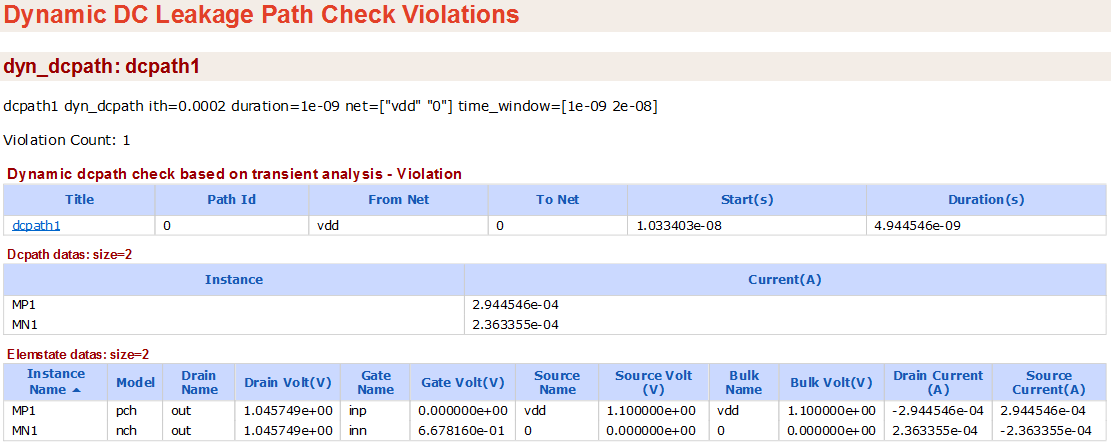 Dynamic DC Leakage Path Check Violations
dyn_dcpath: dcpath1
dcpath1 dyn_dcpath ith=0.0002 duration=1e-09 net=["vdd" "0"] time_window=[1e-09 2e-08]
Violation Count: 1
Dynamic dcpath check based on transient analysis - Violation
Title Path Id From Net To Net Start(s) Duration(s)
dcpath1 0 vdd 0 1.033403e-08 4.944546e-09
Dcpath datas: size=2
Instance Current(A)
MP1 2.944546e-04
MN1 2.363355e-04
Elemstate datas: size=2
Instance Name Model Drain Name Drain Volt(V) Gate Name Gate Volt(V) Source Name Source Volt (V) Bulk Name Bulk Volt(V) Drain Current (A) Source Current(A)
MP1 pch out 1.045749e+00 inp 0.000000e+00 vdd 1.100000e+00 vdd 1.100000e+00 -2.944546e-04 2.944546e-04
MN1 nch out 1.045749e+00 inn 6.678160e-01 0 0.000000e+00 0 0.000000e+00 2.363355e-04 -2.363355e-04